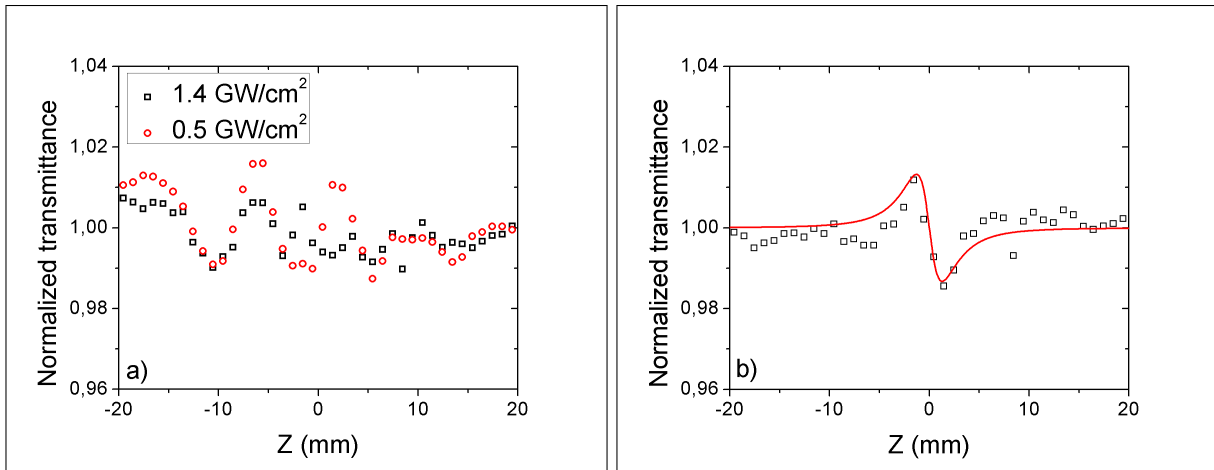 1,04
1,02
1,00
0,98
0,96
Normalized transmittance
1.4 GW/cm²
0.5 GW/cm²
a)
-20 -10 0 10 20
Z (mm)
1,04
1,02
1,00
0,98
0,96
Normalized transmittance
b)
-20 -10 0 10 20
Z (mm)